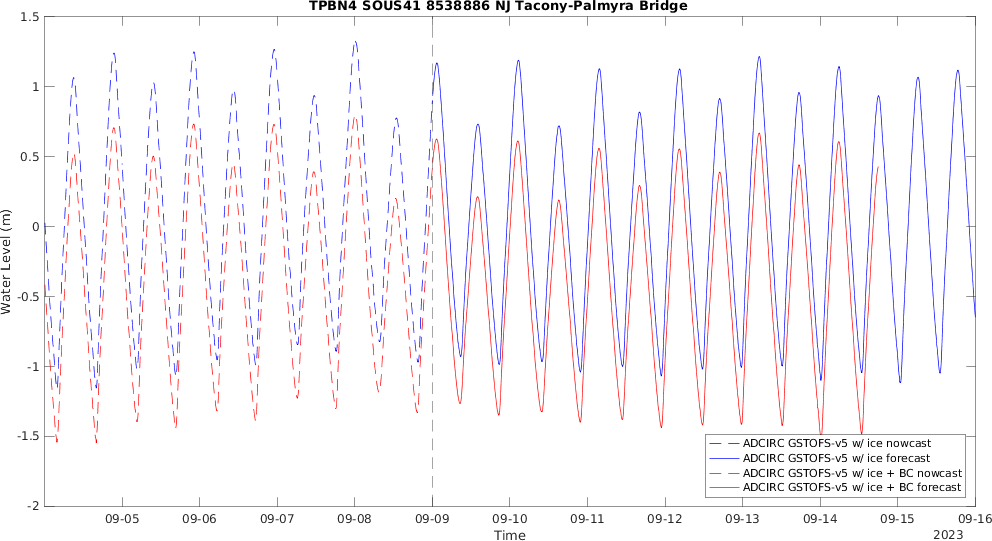 TPBN4 SOUS41 8538886 NJ Tacony-Palmyra Bridge
1.5
1
0.5
0
-0.5
-1
-1.5
-2
Water Level (m)
09-05 09-06 09-07 09-08 09-09 09-10 09-11 09-12 09-13 09-14 09-15 09-16
Time
2023
ADCIRC GSTOFS-v5 w/ ice nowcast
ADCIRC GSTOFS-v5 w/ ice forecast
ADCIRC GSTOFS-v5 w/ ice + BC nowcast
ADCIRC GSTOFS-v5 w/ ice + BC forecast